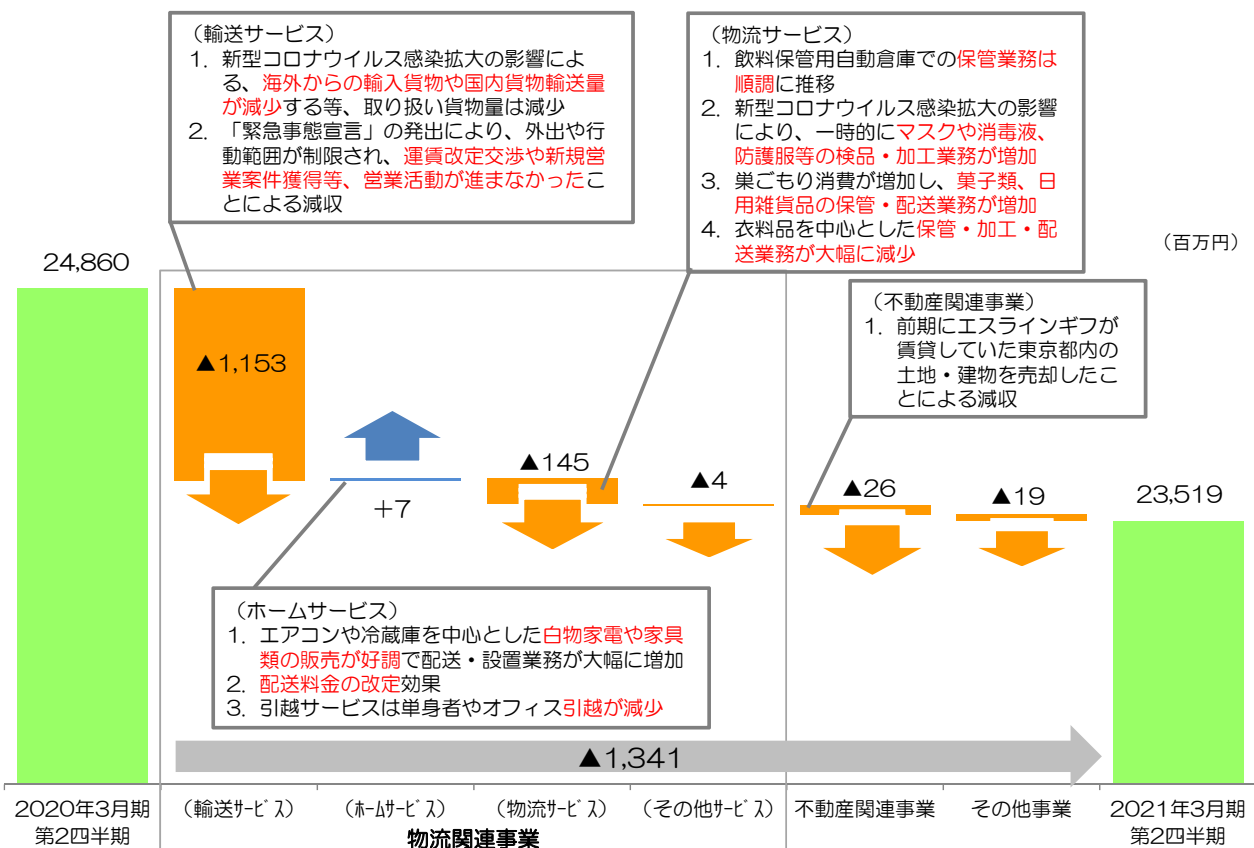 （輸送サービス）
1. 新型コロナウイルス感染拡大の影響によ
る、海外からの輸入貨物や国内貨物輸送量
が減少する等、取り扱い貨物量は減少
2. 「緊急事態宣言」の発出により、外出や行
動範囲が制限され、運賃改定交渉や新規営
業案件獲得等、営業活動が進まなかったこ
とによる減収
（物流サービス）
1. 飲料保管用自動倉庫での保管業務は
順調に推移
2. 新型コロナウイルス感染拡大の影響
により、一時的にマスクや消毒液、
防護服等の検品・加工業務が増加
3. 巣ごもり消費が増加し、菓子類、日
用雑貨品の保管・配送業務が増加
4. 衣料品を中心とした保管・加工・配
送業務が大幅に減少
（百万円）
24,860
（不動産関連事業）
1. 前期にエスラインギフが
賃貸していた東京都内の
土地・建物を売却したこ
とによる減収
▲1,153
+7
▲145
▲4
▲26
▲19
23,519
（ホームサービス）
1. エアコンや冷蔵庫を中心とした白物家電や家具
類の販売が好調で配送・設置業務が大幅に増加
2. 配送料金の改定効果
3. 引越サービスは単身者やオフィス引越が減少
▲1,341
2020年3月期
第2四半期
（輸送ｻｰﾋﾞｽ）
（ﾎｰﾑｻｰﾋﾞｽ）
（物流ｻｰﾋﾞｽ）
（その他ｻｰﾋﾞｽ）
物流関連事業
不動産関連事業
その他事業
2021年3月期
第2四半期